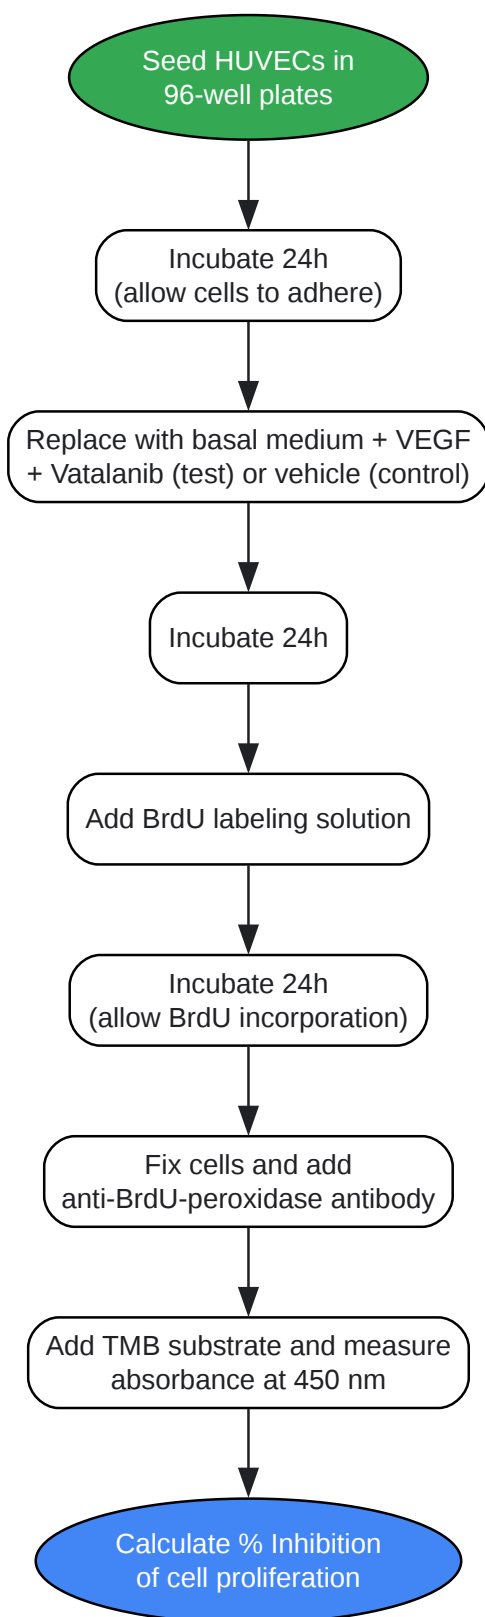 Seed HUVECs in
96-well plates
Incubate 24h
(allow cells to adhere)
Replace with basal medium + VEGF
+ Vatalanib (test) or vehicle (control)
Incubate 24h
Add BrdU labeling solution
Incubate 24h
(allow BrdU incorporation)
Fix cells and add
anti-BrdU-peroxidase antibody
Add TMB substrate and measure
absorbance at 450 nm
Calculate % Inhibition
of cell proliferation